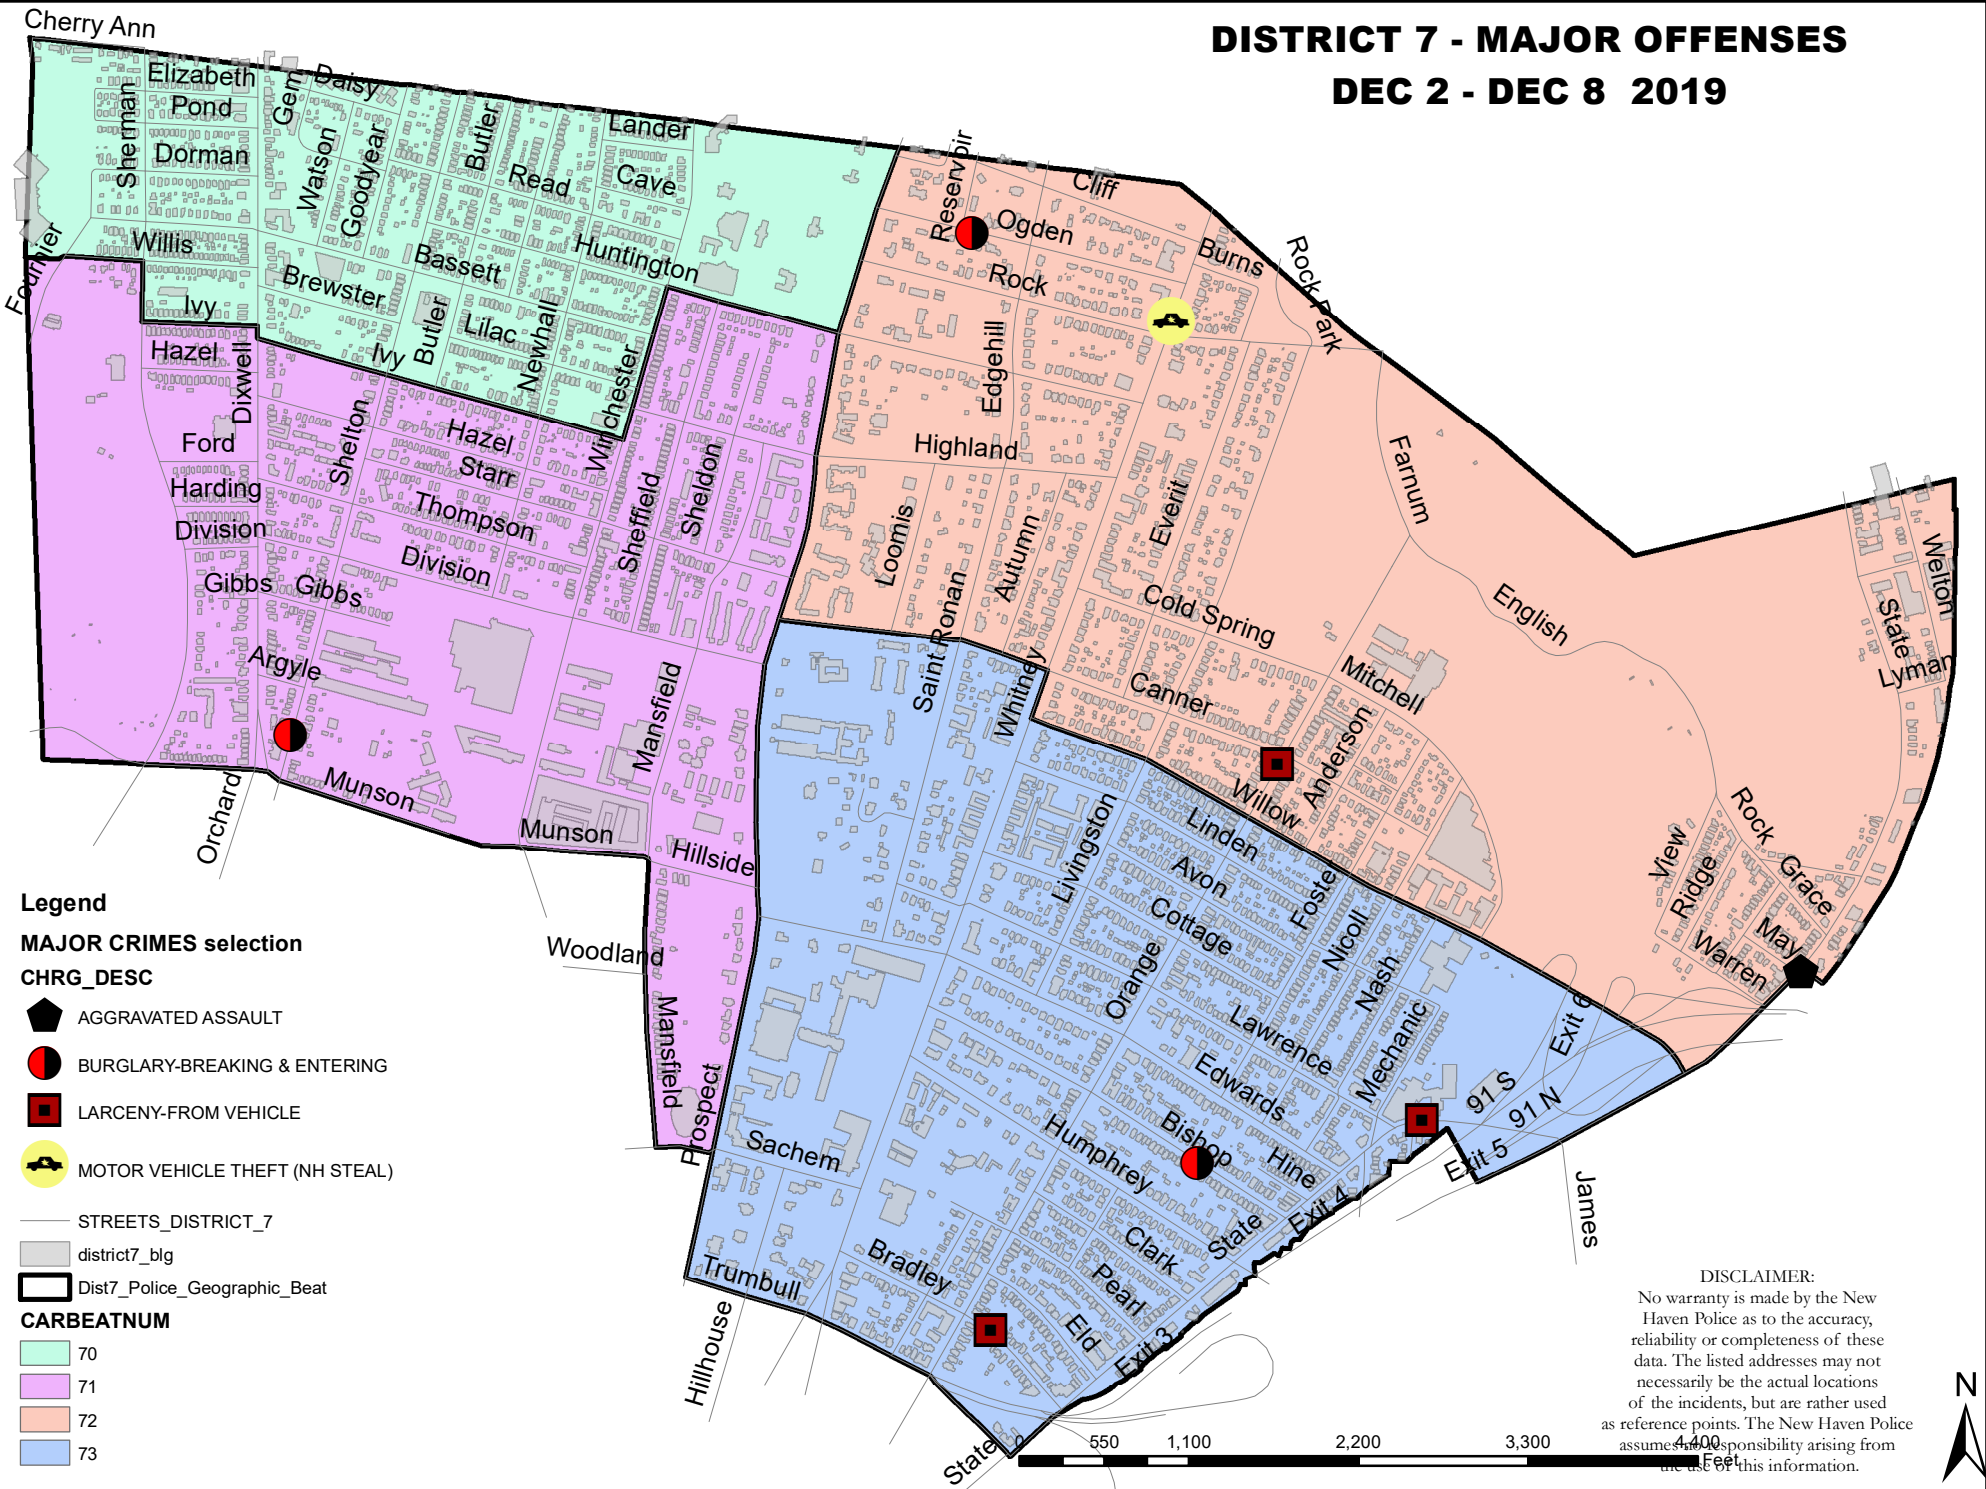 DISTRICT 7 - MAJOR OFFENSES
DEC 2 - DEC 8 2019
Cherry Ann
Elizabeth
Pond
Sherman
Dorman
Gem
Daisy
Watson
Goodyear
Butler
Read
Lander
Cave
Willis
Fournier
Brewster
Bassett
Huntington
Ivy
Butler
Lilac
Newhall
Ivy
Winchester
Reservoir
Cliff
Ogden
Rock
Burns
Rock Park
Edgehill
Highland
Farnum
Everit
Loomis
Autumn
Saint Ronan
Whitney
Cold Spring
English
Mitchell
Canner
Anderson
Willow
Welton
State
Lyman
View
Ridge
Rock
Grace
May
Warren
Hazel
Dixwell
Ford
Shelton
Hazel
Starr
Harding
Thompson
Division
Division
Sheffield
Sheldon
Gibbs
Gibbs
Argyle
Mansfield
Orchard
Munson
Munson
Hillside
Woodland
Mansfield
Prospect
Livingston
Linden
Avon
Cottage
Foster
Nicoll
Nash
Orange
Lawrence
Mechanic
Edwards
Bishop
Humphrey
Hine
Exit 6
91 S
91 N
Exit 5
James
Exit 4
State
Clark
Pearl
Sachem
Bradley
Trumbull
Eld
Exit 3
Hillhouse
State
Legend
MAJOR CRIMES selection
CHRG_DESC
AGGRAVATED ASSAULT
BURGLARY-BREAKING & ENTERING
LARCENY-FROM VEHICLE
MOTOR VEHICLE THEFT (NH STEAL)
STREETS_DISTRICT_7
district7_blg
Dist7_Police_Geographic_Beat
CARBEATNUM
70
71
72
73
DISCLAIMER:
No warranty is made by the New
Haven Police as to the accuracy,
reliability or completeness of these
data. The listed addresses may not
necessarily be the actual locations
of the incidents, but are rather used
as reference points. The New Haven Police
assumes no responsibility arising from
the use of this information.
0 550 1,100 2,200 3,300 4,400
Feet
N